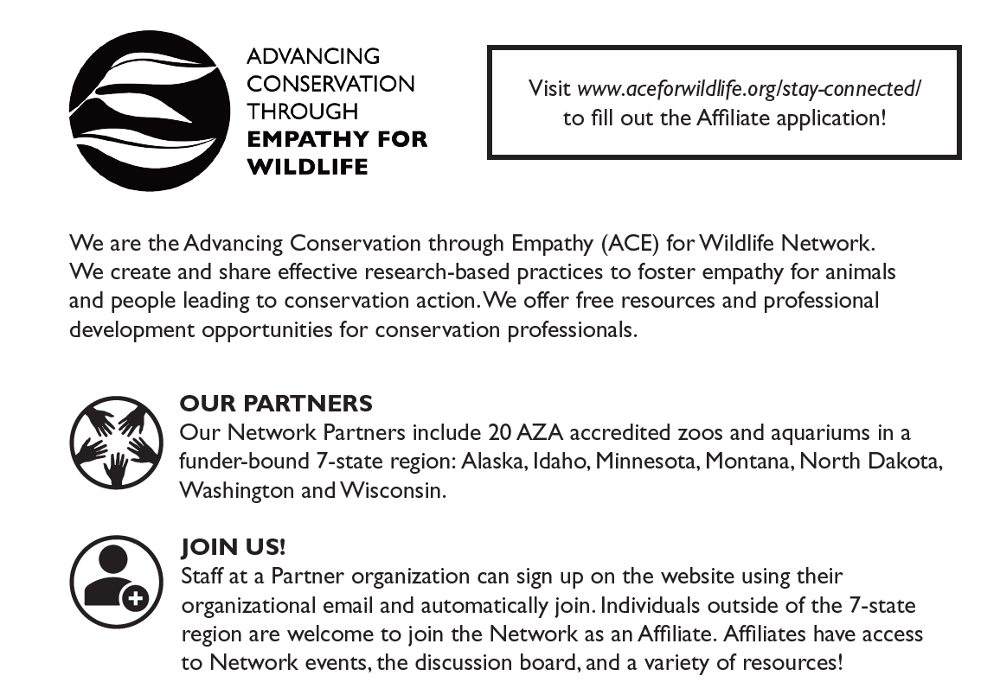 ADVANCING
CONSERVATION
THROUGH
EMPATHY FOR
WILDLIFE
Visit www.aceforwildlife.org/stay-connected/
to fill out the Affiliate application!
We are the Advancing Conservation through Empathy (ACE) for Wildlife Network.
We create and share effective research-based practices to foster empathy for animals
and people leading to conservation action. We offer free resources and professional
development opportunities for conservation professionals.
OUR PARTNERS
Our Network Partners include 20 AZA accredited zoos and aquariums in a
funder-bound 7-state region: Alaska, Idaho, Minnesota, Montana, North Dakota,
Washington and Wisconsin.
JOIN US!
Staff at a Partner organization can sign up on the website using their
organizational email and automatically join. Individuals outside of the 7-state
region are welcome to join the Network as an Affiliate. Affiliates have access
to Network events, the discussion board, and a variety of resources!